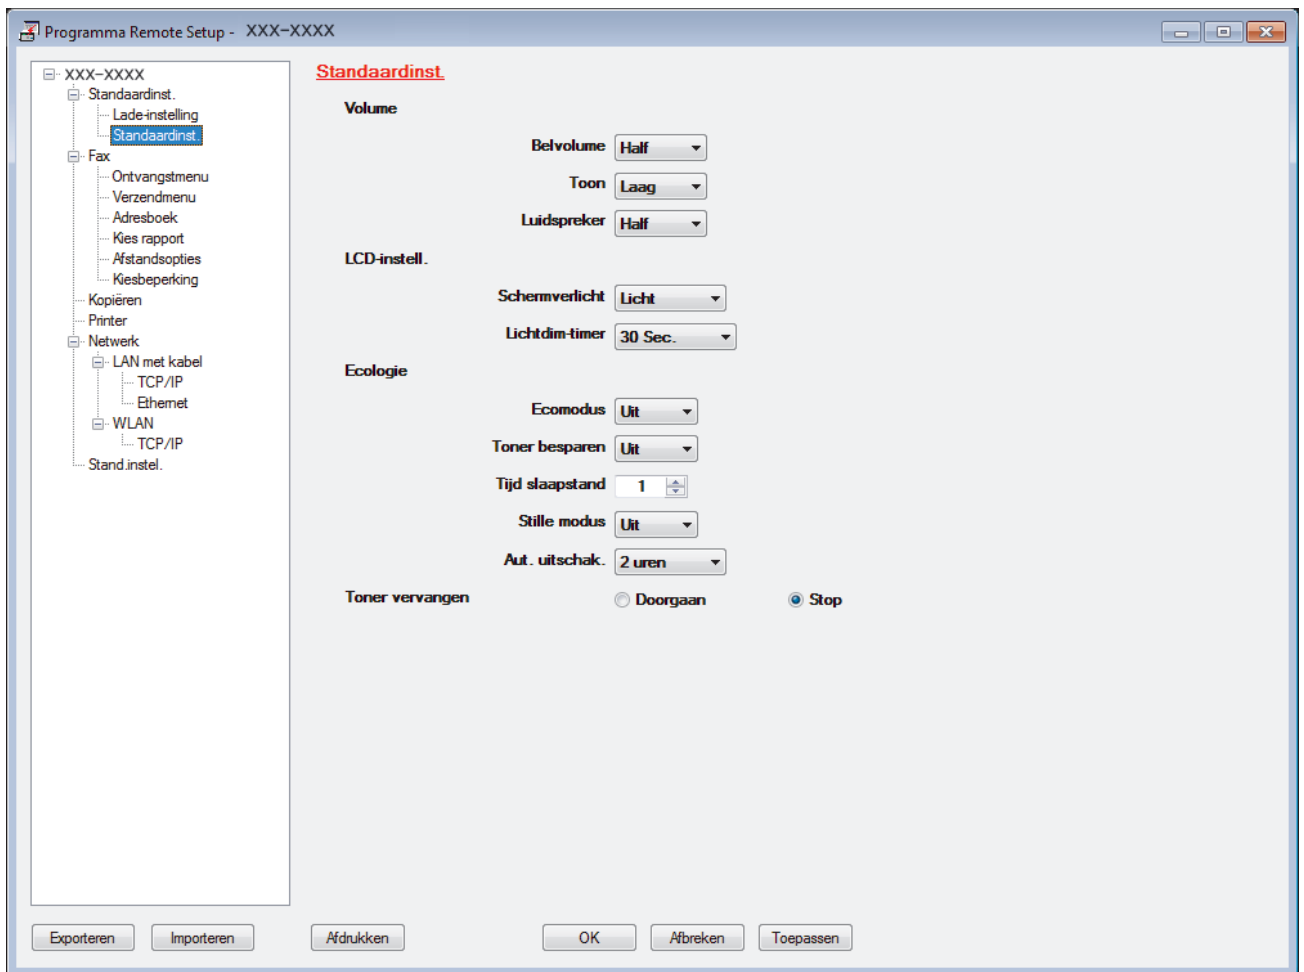 Programma Remote Setup - XXX-XXXX
XXX-XXXX
Standaardinst.
Lade-instelling
Standaardinst.
Fax
Ontvangstmenu
Verzendmenu
Adresboek
Kies rapport
Afstandsopties
Kiesbeperking
Kopiëren
Printer
Netwerk
LAN met kabel
TCP/IP
Ethernet
WLAN
TCP/IP
Stand.instel.
Standaardinst.
Volume
Belvolume Half
Toon Laag
Luidspreker Half
LCD-instell.
Schermverlicht Licht
Lichtdim-timer 30 Sec.
Ecologie
Ecomodus Uit
Toner besparen Uit
Tijd slaapstand 1
Stille modus Uit
Aut. uitschak. 2 uren
Toner vervangen Doorgaan Stop
Exporteren Importeren Afdrukken OK Afbreken Toepassen